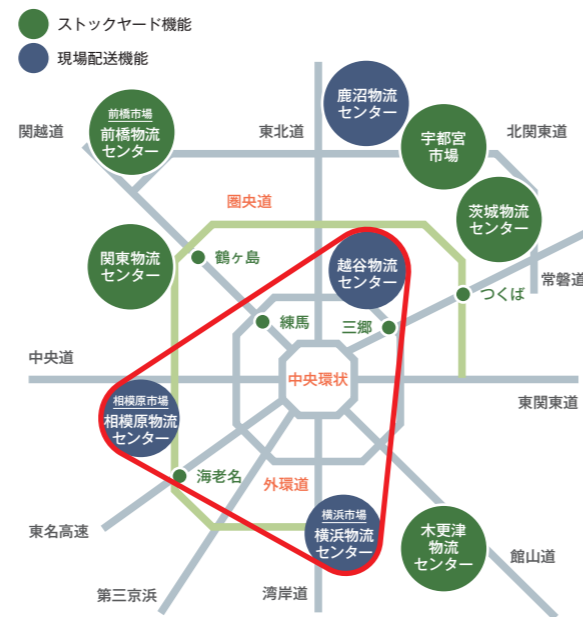 ストックヤード機能
現場配送機能
前橋市場
前橋物流
センター
関越道
東北道
鹿沼物流
センター
宇都宮
市場
北関東道
茨城物流
センター
圏央道
関東物流
センター
鶴ヶ島
越谷物流
センター
常磐道
つくば
練馬
三郷
中央道
中央環状
東関東道
相模原市場
相模原物流
センター
海老名
外環道
横浜市場
横浜物流
センター
木更津
物流
センター
東名高速
館山道
第三京浜
湾岸道